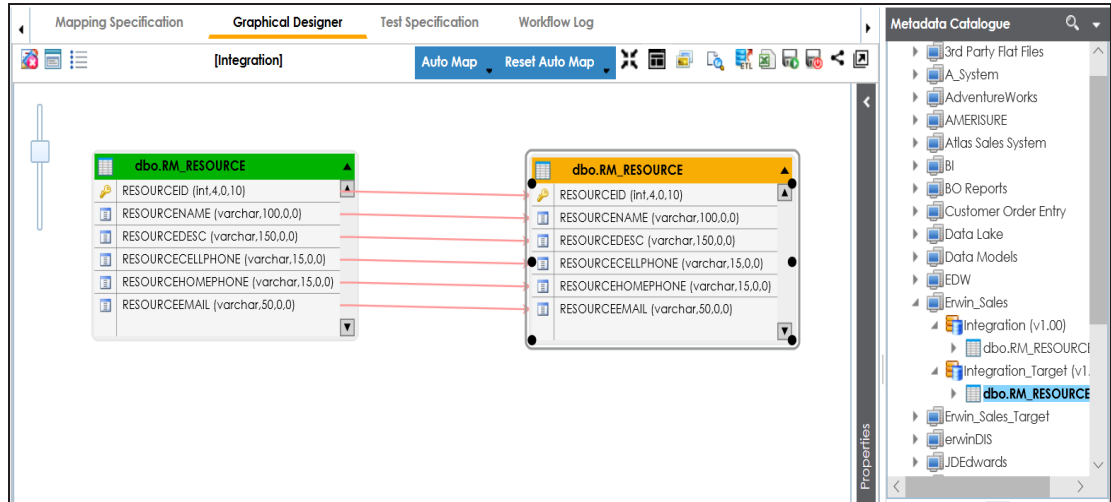 Mapping Specification
Graphical Designer
Test Specification
Workflow Log
[Integration]
Auto Map
Reset Auto Map
ETL
dbo.RM_RESOURCE
RESOURCEID (int,4,0,10)
RESOURCENAME (varchar,100,0,0)
RESOURCEDESC (varchar,150,0,0)
RESOURCECELLPHONE (varchar,15,0,0)
RESOURCEHOMEPHONE (varchar,15,0,0)
RESOURCEEMAIL (varchar,50,0,0)
dbo.RM_RESOURCE
RESOURCEID (int,4,0,10)
RESOURCENAME (varchar,100,0,0)
RESOURCEDESC (varchar,150,0,0)
RESOURCECELLPHONE (varchar,15,0,0)
RESOURCEHOMEPHONE (varchar,15,0,0)
RESOURCEEMAIL (varchar,50,0,0)
Properties
Metadata Catalogue
3rd Party Flat Files
A_System
AdventureWorks
AMERISURE
Atlas Sales System
BI
BO Reports
Customer Order Entry
Data Lake
Data Models
EDW
Erwin_Sales
Integration (v1.00)
dbo.RM_RESOURCE
Integration_Target (v1.
dbo.RM_RESOURCE
Erwin_Sales_Target
erwinDIS
JDEdwards